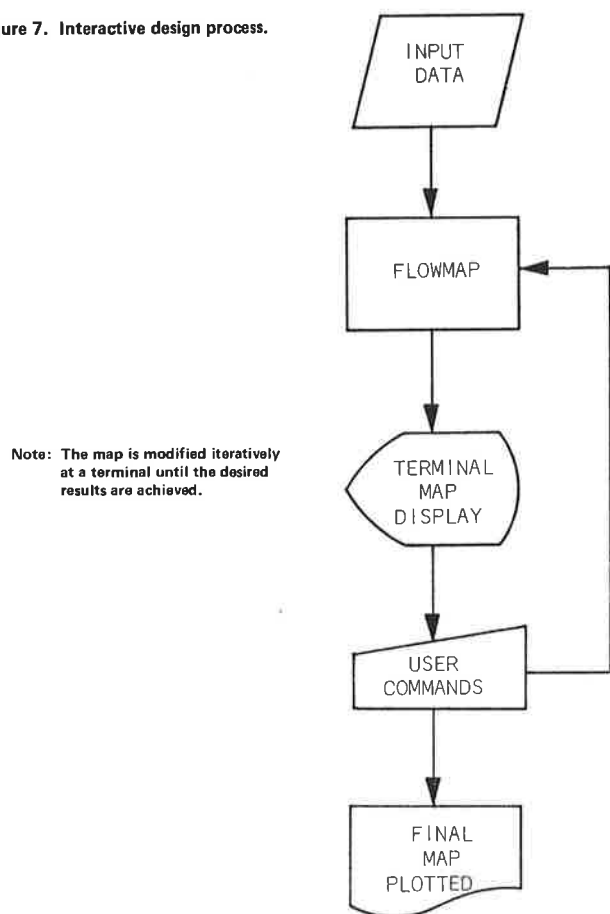 ure 7. Interactive design process.
INPUT
DATA
FLOWMAP
Note: The map is modified iteratively
at a terminal until the desired
results are achieved.
TERMINAL
MAP
DISPLAY
USER
COMMANDS
FINAL
MAP
PLOTTED